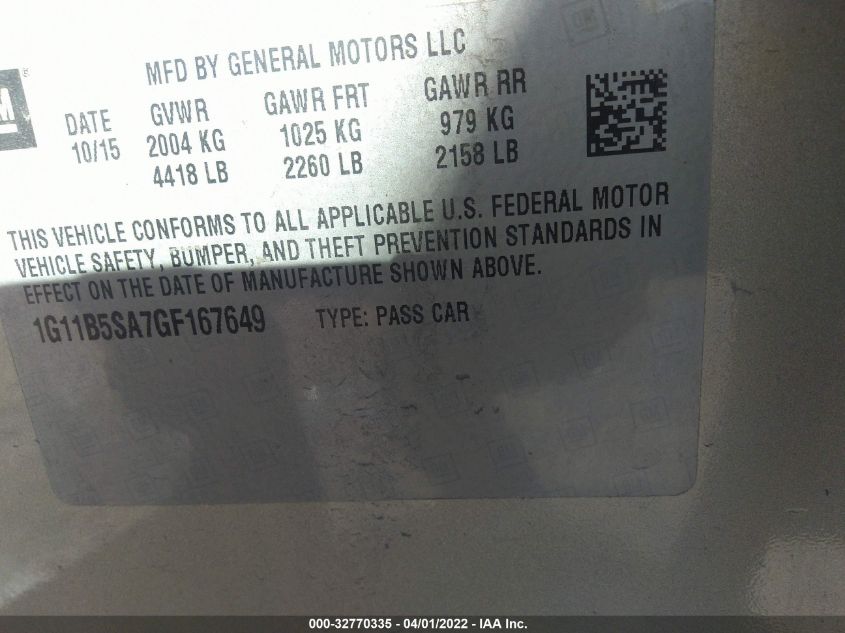 MFD BY GENERAL MOTORS LLC
DATE GVWR GAWR FRT GAWR RR
10/15 2004 KG 1025 KG 979 KG
4418 LB 2260 LB 2158 LB
THIS VEHICLE CONFORMS TO ALL APPLICABLE U.S. FEDERAL MOTOR
VEHICLE SAFETY, BUMPER, AND THEFT PREVENTION STANDARDS IN
EFFECT ON THE DATE OF MANUFACTURE SHOWN ABOVE.
1G11B5SA7GF167649 TYPE: PASS CAR
000-32770335 - 04/01/2022 - IAA Inc.